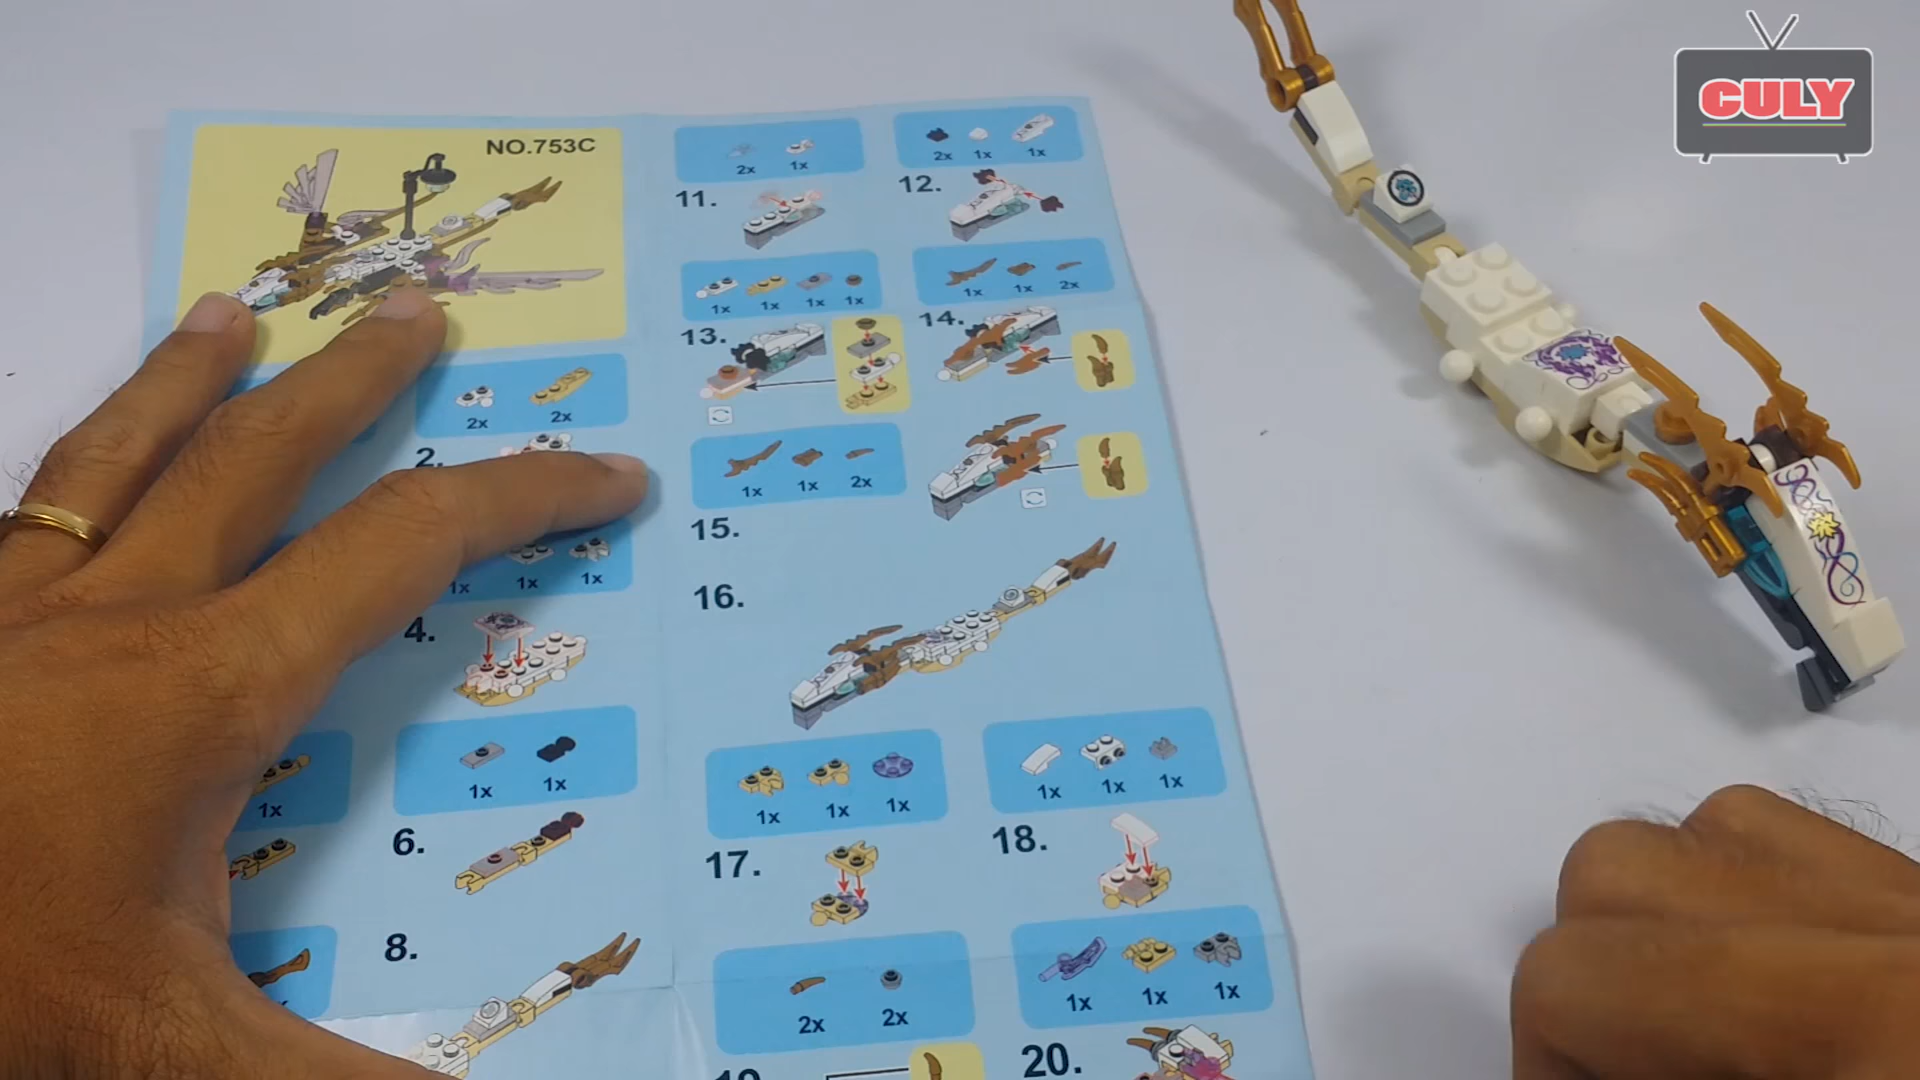 CULY
NO.753C
2x 1x
11.
2x 1x 1x
12.
1x 1x 1x 1x
13.
1x 1x 2x
14.
2x 2x
2.
1x 1x 2x
15.
16.
1x 1x 1x
4.
1x
1x 1x
6.
1x 1x 1x
17.
1x 1x 1x
18.
8.
2x 2x
19
1x 1x 1x
20.